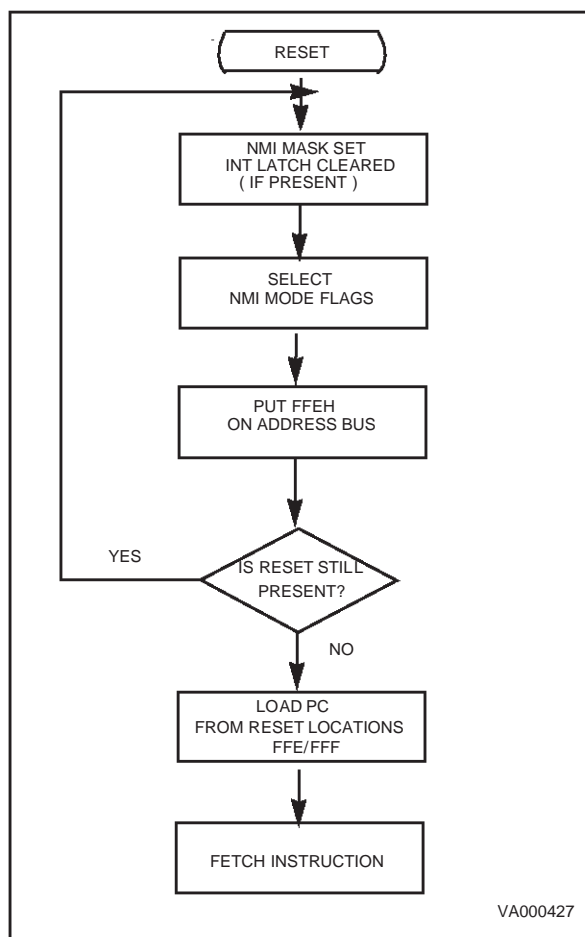 RESET
NMI MASK SET
INT LATCH CLEARED
( IF PRESENT )
SELECT
NMI MODE FLAGS
PUT FFEH
ON ADDRESS BUS
YES
IS RESET STILL
PRESENT?
NO
LOAD PC
FROM RESET LOCATIONS
FFE/FFF
FETCH INSTRUCTION
VA000427